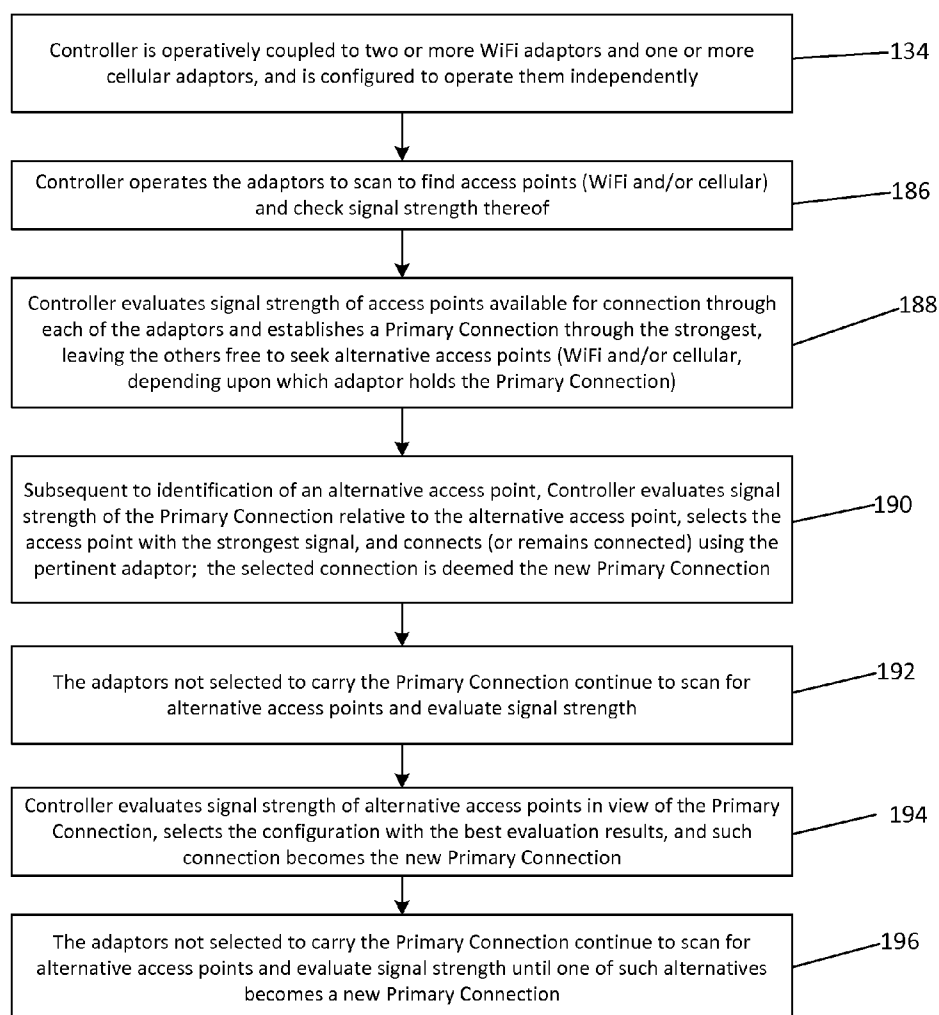 Controller is operatively coupled to two or more WiFi adaptors and one or more
cellular adaptors, and is configured to operate them independently
134
Controller operates the adaptors to scan to find access points (WiFi and/or cellular)
and check signal strength thereof
186
Controller evaluates signal strength of access points available for connection through
each of the adaptors and establishes a Primary Connection through the strongest,
leaving the others free to seek alternative access points (WiFi and/or cellular,
depending upon which adaptor holds the Primary Connection)
188
Subsequent to identification of an alternative access point, Controller evaluates signal
strength of the Primary Connection relative to the alternative access point, selects the
access point with the strongest signal, and connects (or remains connected) using the
pertinent adaptor; the selected connection is deemed the new Primary Connection
190
The adaptors not selected to carry the Primary Connection continue to scan for
alternative access points and evaluate signal strength
192
Controller evaluates signal strength of alternative access points in view of the Primary
Connection, selects the configuration with the best evaluation results, and such
connection becomes the new Primary Connection
194
The adaptors not selected to carry the Primary Connection continue to scan for
alternative access points and evaluate signal strength until one of such alternatives
becomes a new Primary Connection
196